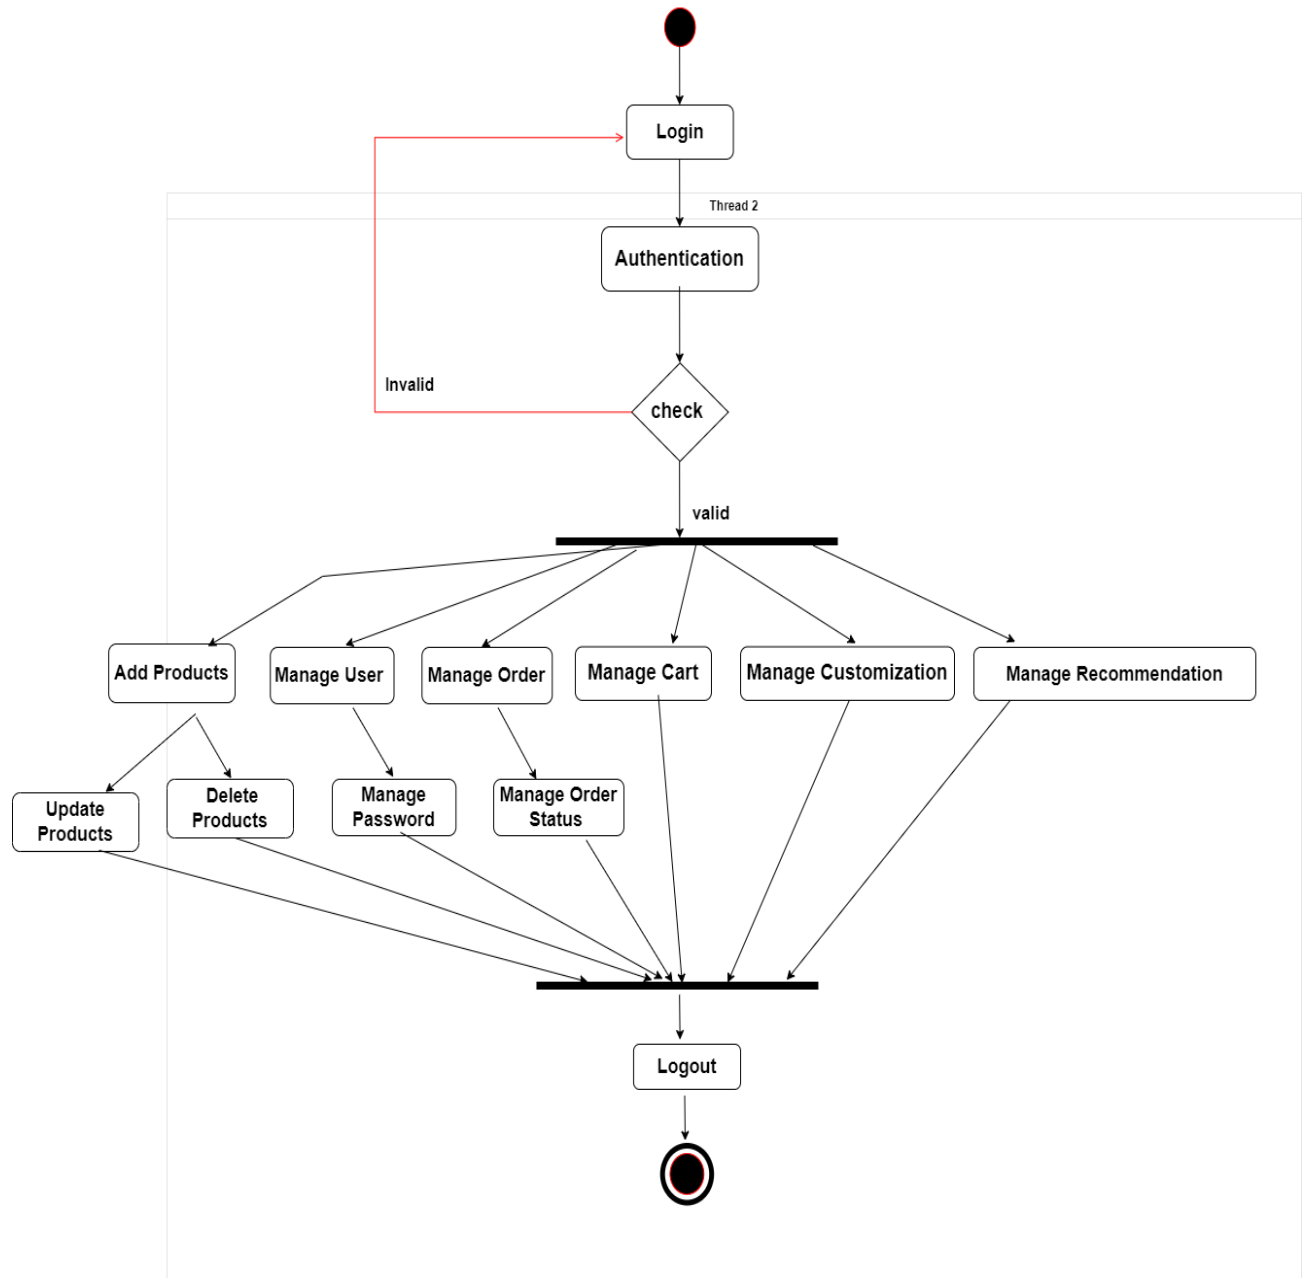 Login
Thread 2
Authentication
Invalid
check
valid
Add Products
Manage User
Manage Order
Manage Cart
Manage Customization
Manage Recommendation
Update
Products
Delete
Products
Manage
Password
Manage Order
Status
Logout